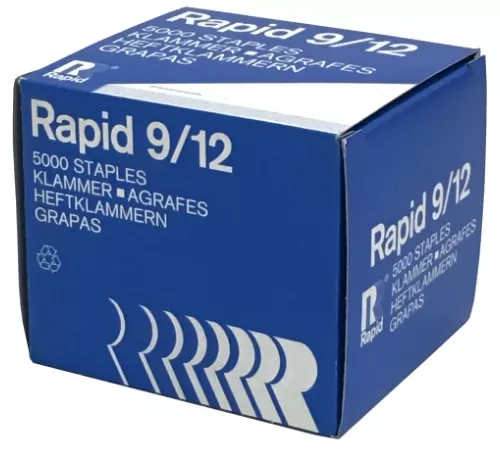 Rapid 9/12
5000 STAPLES
KLAMMER ▪ AGRAFES
HEFTKLAMMERN
GRAPAS
R
Rapid
Rapid 9/12
5000 STAPLES
KLAMMER ▪ AGRAFES
HEFTKLAMMERN
GRAPAS
Rapid 9/12
5000 STAPLES
KLAMMER ▪ AGRAFES
HEFTKLAMMERN
GRAPAS
R
Rapid